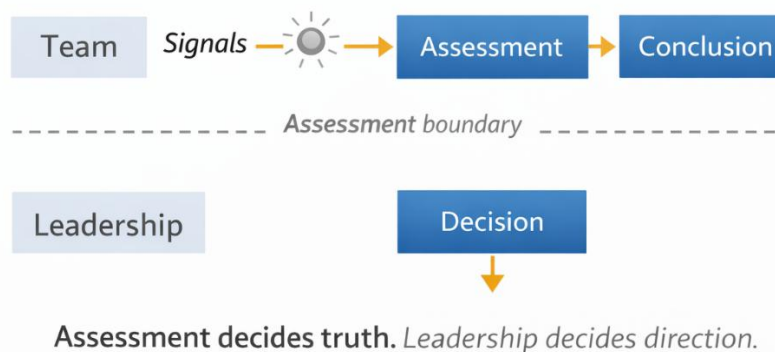 Team Signals Assessment Conclusion
Assessment boundary
Leadership Decision
Assessment decides truth. Leadership decides direction.